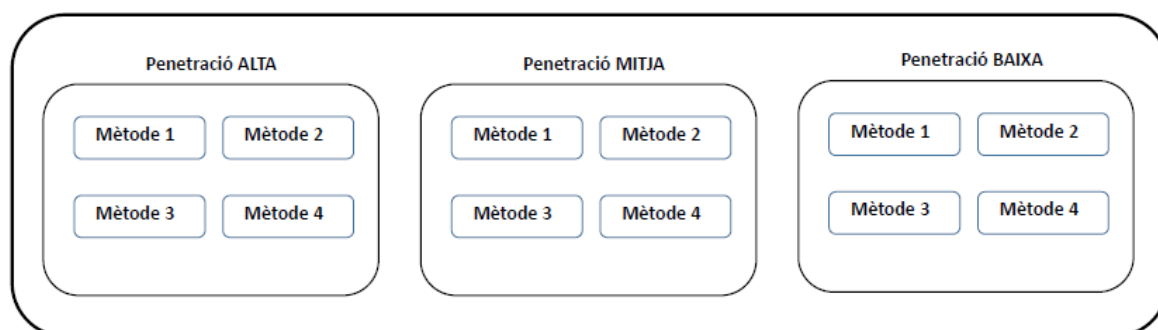 Penetració ALTA
Mètode 1 Mètode 2
Mètode 3 Mètode 4
Penetració MITJA
Mètode 1 Mètode 2
Mètode 3 Mètode 4
Penetració BAIXA
Mètode 1 Mètode 2
Mètode 3 Mètode 4